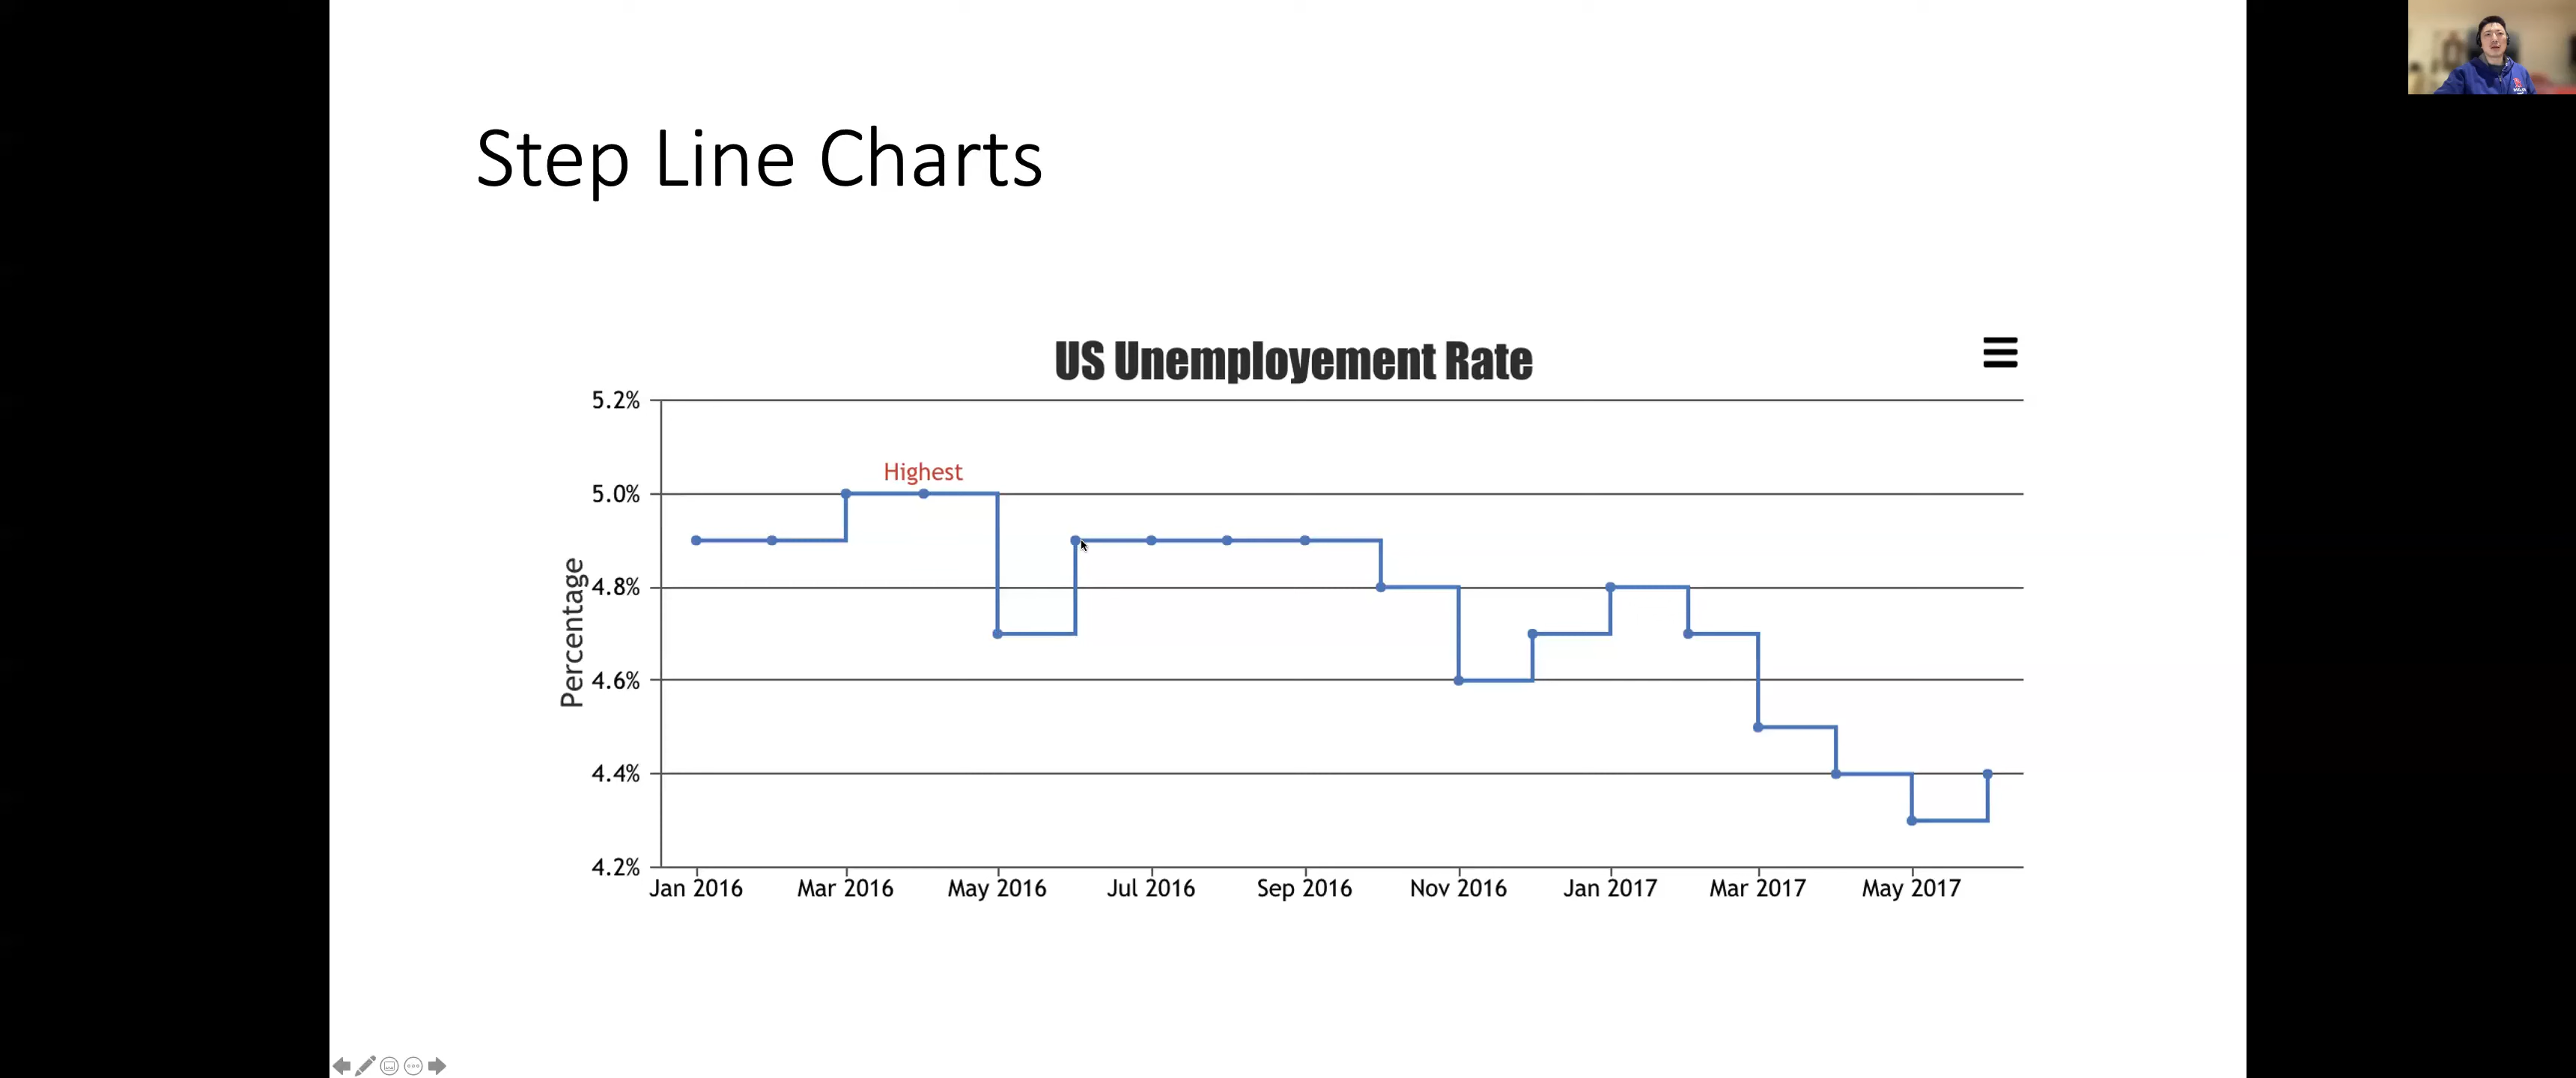 Step Line Charts
US Unemployement Rate
5.2%
Highest
5.0%
4.8%
Percentage
4.6%
4.4%
4.2%
Jan 2016 Mar 2016 May 2016 Jul 2016 Sep 2016 Nov 2016 Jan 2017 Mar 2017 May 2017